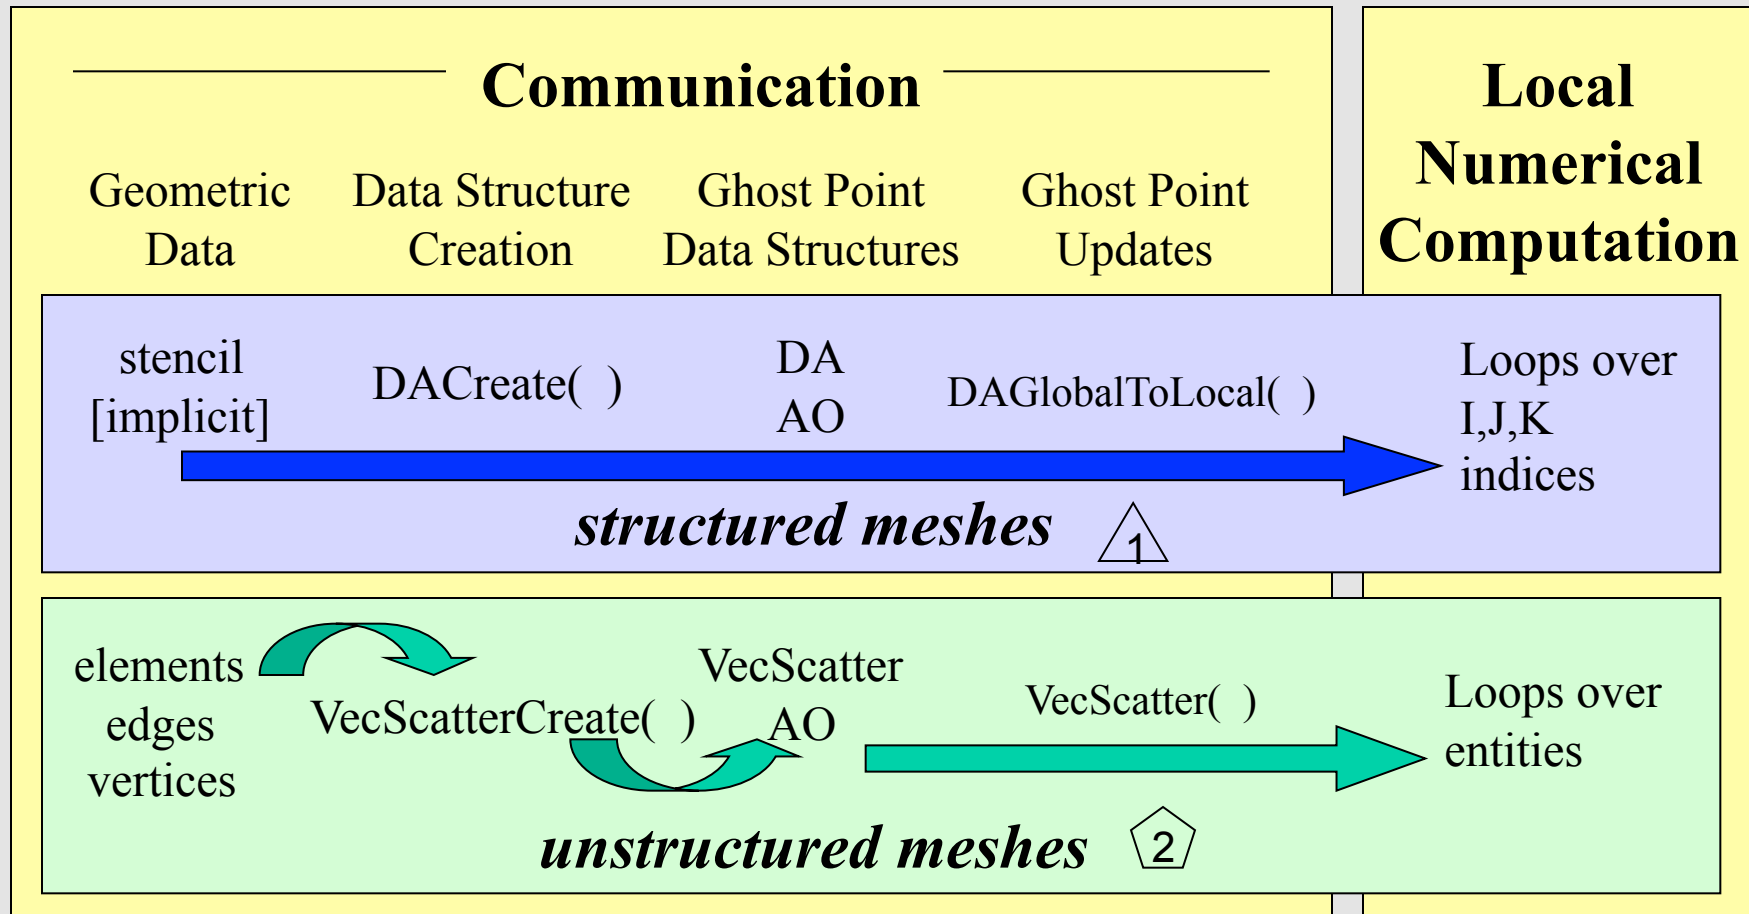 Communication
Local
Numerical
Computation
Geometric
Data
Data Structure
Creation
Ghost Point
Data Structures
Ghost Point
Updates
stencil
[implicit]
DACreate(  )
DA
AO
DAGlobalToLocal(  )
Loops over
I,J,K
indices
structured meshes
1
elements
edges
vertices
VecScatterCreate(  )
VecScatter
AO
VecScatter(  )
Loops over
entities
unstructured meshes
2